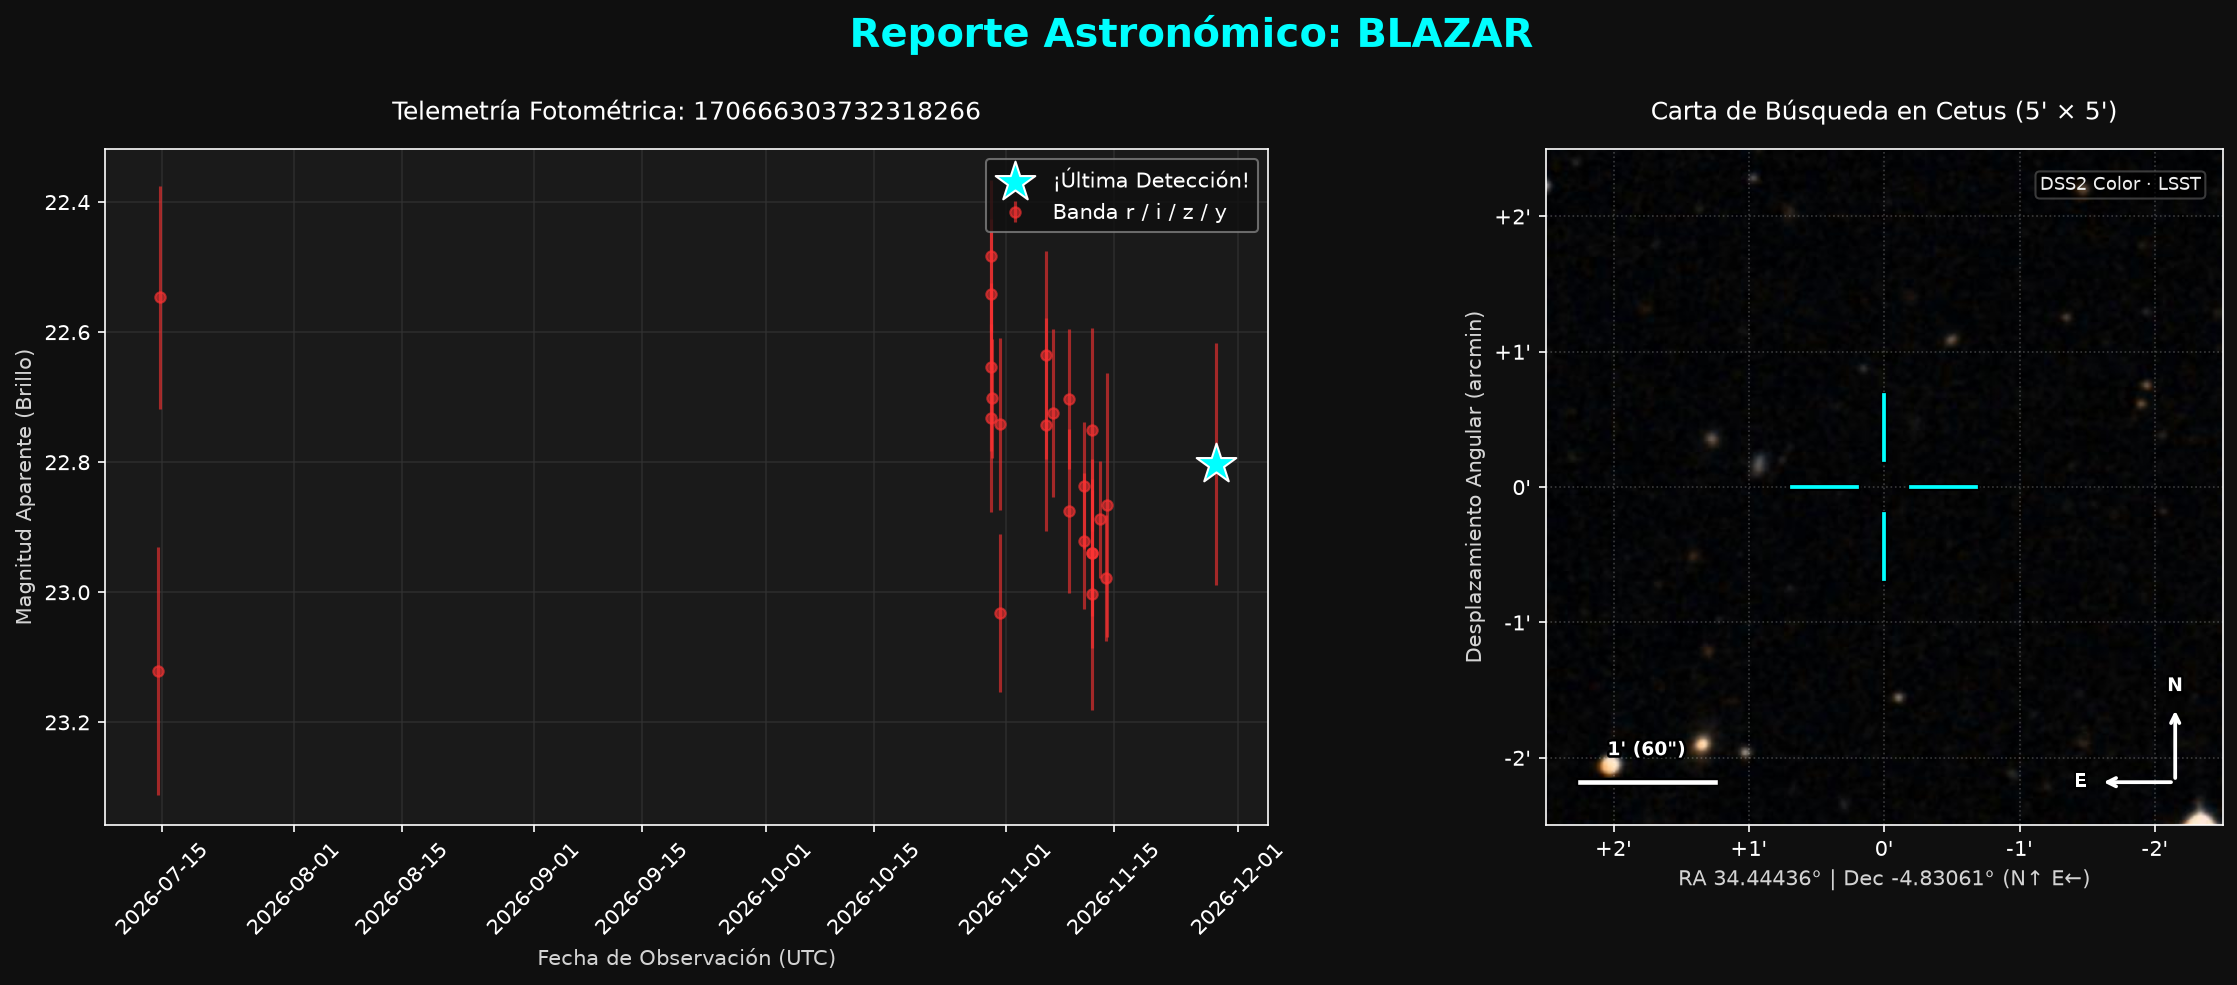 Reporte Astronómico: BLAZAR
Telemetría Fotométrica: 170666303732318266
¡Última Detección!
Banda r / i / z / y
Magnitud Aparente (Brillo)
22.4
22.6
22.8
23.0
23.2
2026-07-15
2026-08-01
2026-08-15
2026-09-01
2026-09-15
2026-10-01
2026-10-15
2026-11-01
2026-11-15
2026-12-01
Fecha de Observación (UTC)
Carta de Búsqueda en Cetus (5' × 5')
DSS2 Color · LSST
Desplazamiento Angular (arcmin)
+2'
+1'
0'
-1'
-2'
N
E
1' (60")
+2'
+1'
0'
-1'
-2'
RA 34.44436° | Dec -4.83061° (N↑ E←)